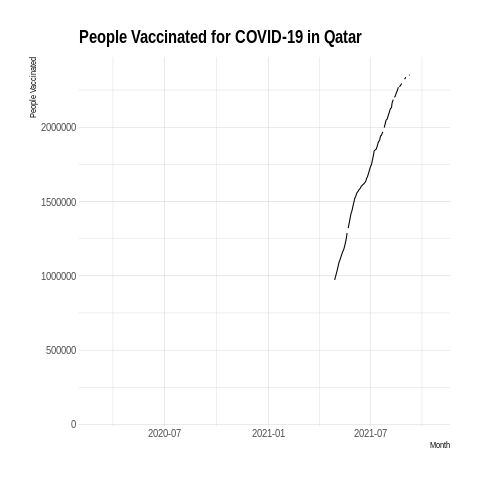 People Vaccinated for COVID-19 in Qatar
People Vaccinated
2000000
1500000
1000000
500000
0
2020-07
2021-01
2021-07
Month